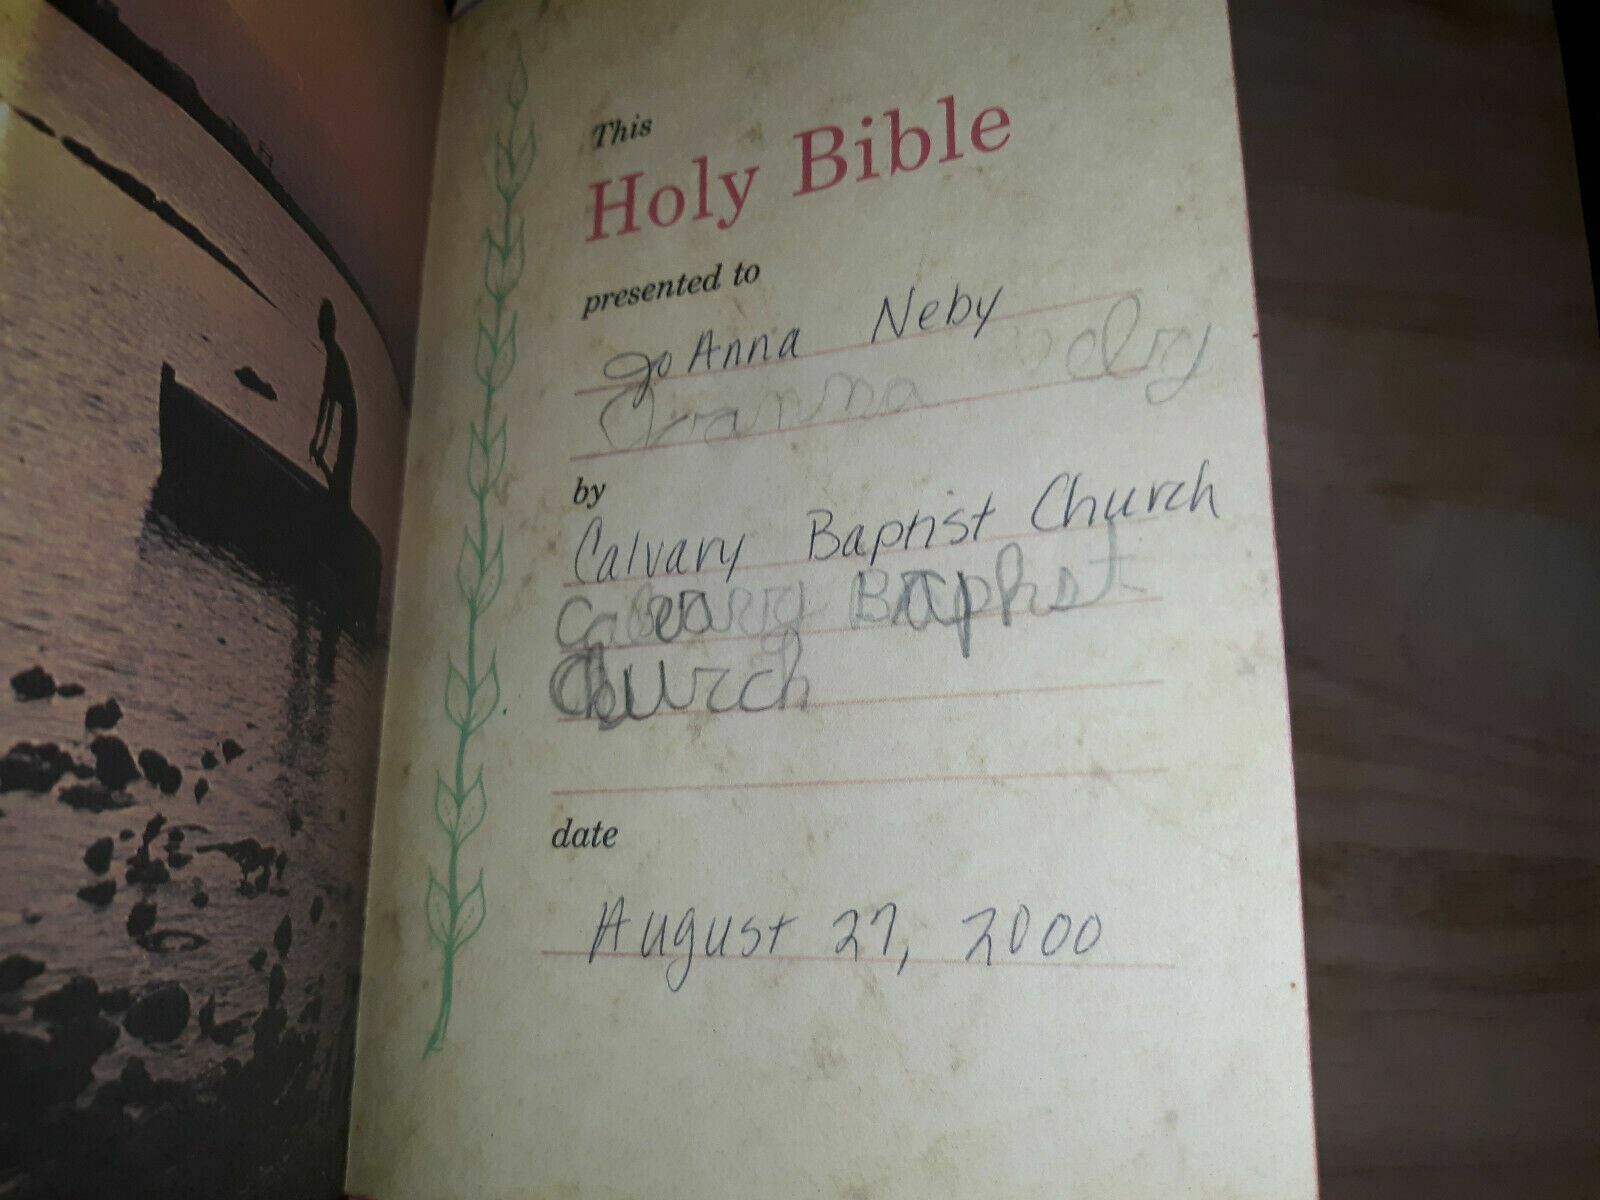 This
Holy Bible
presented to
JoAnna Neby
by
Calvary Baptist Church
Calvary Baptist
Church
date
August 27, 2000